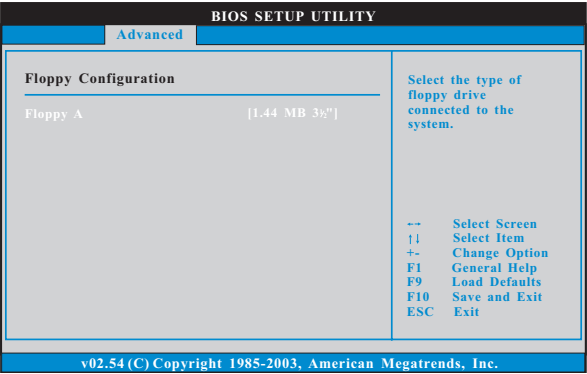 BIOS SETUP UTILITY
Advanced
Floppy Configuration
Floppy A [1.44 MB 3½"]
Select the type of
floppy drive
connected to the
system.
←→ Select Screen
↑↓ Select Item
+- Change Option
F1 General Help
F9 Load Defaults
F10 Save and Exit
ESC Exit
v02.54 (C) Copyright 1985-2003, American Megatrends, Inc.